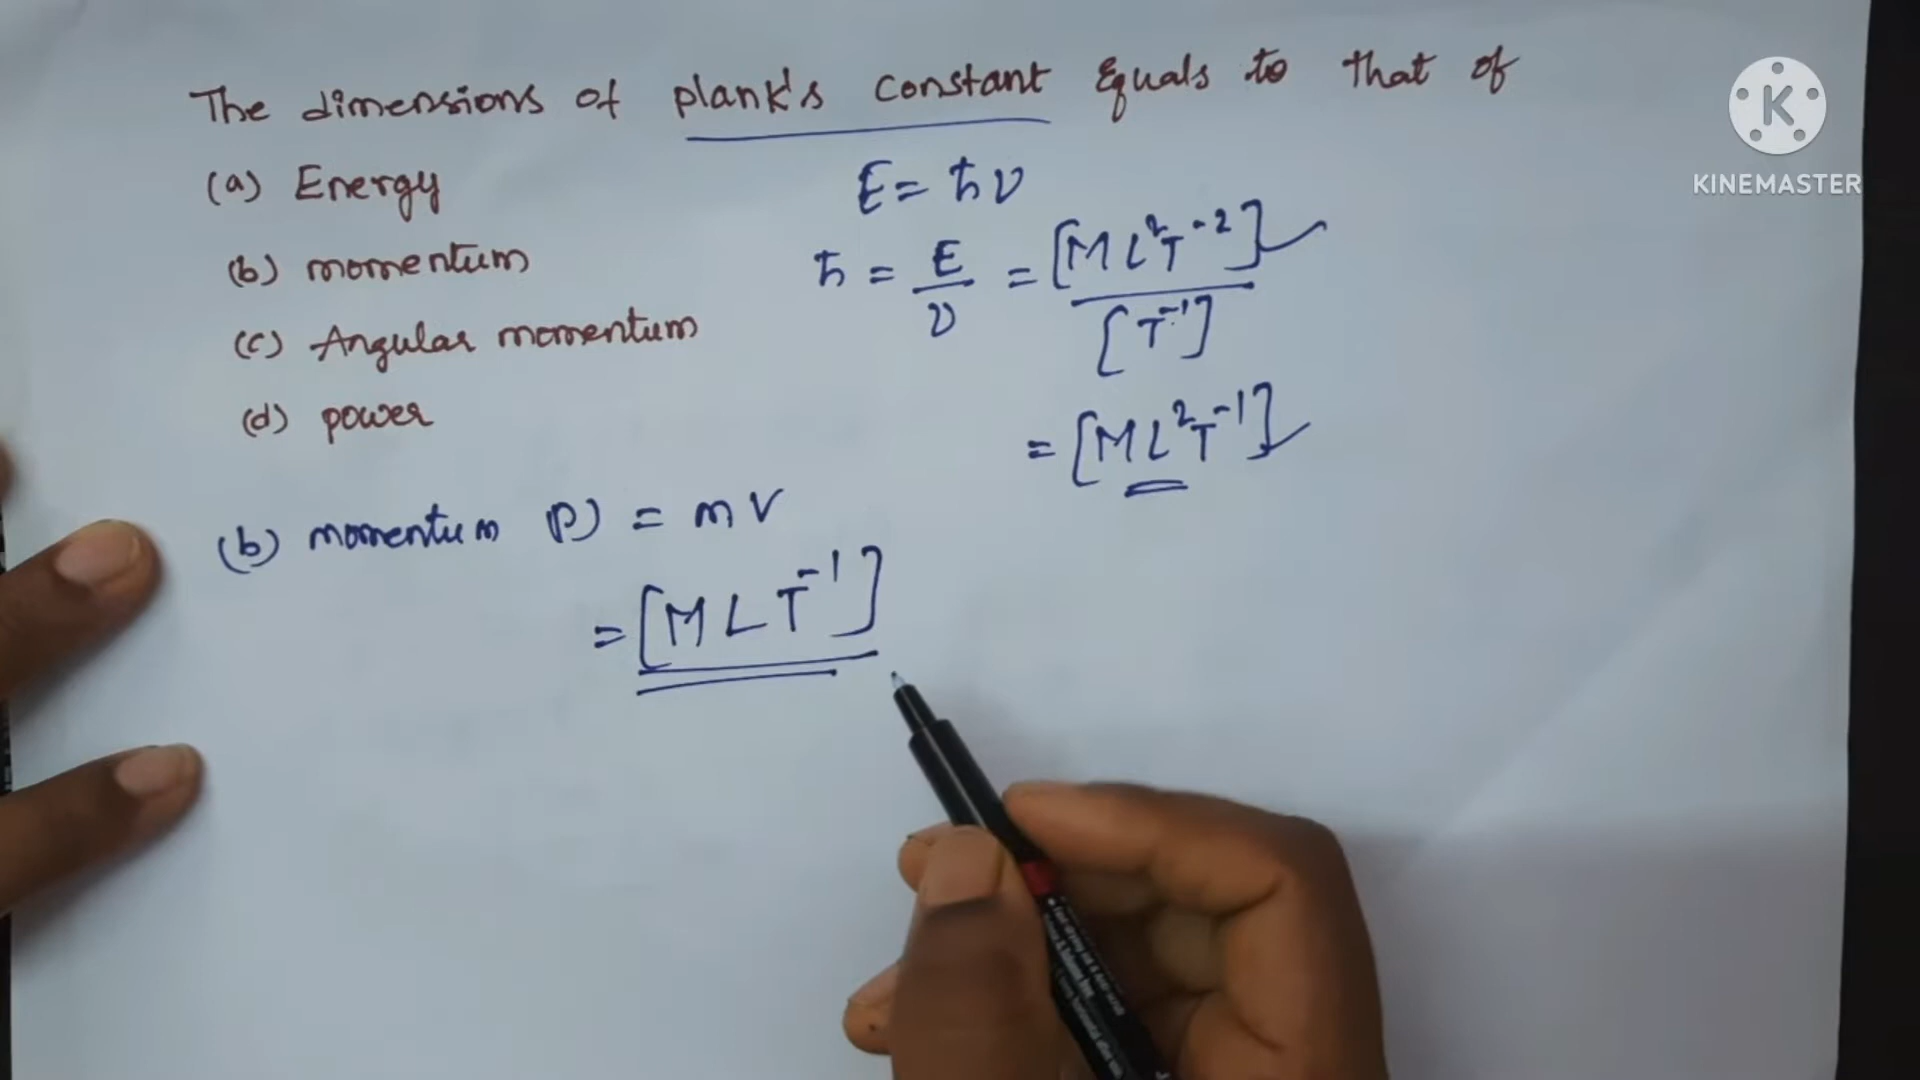 The dimensions of plank's constant Equals to that of
(a) Energy
(b) momentum
(c) Angular momentum
(d) power
E = ħν
ħ = E/ν = [ML²T⁻²]/[T⁻¹]
= [ML²T⁻¹]
(b) momentum (P) = mV
= [MLT⁻¹]
K
KINEMASTER